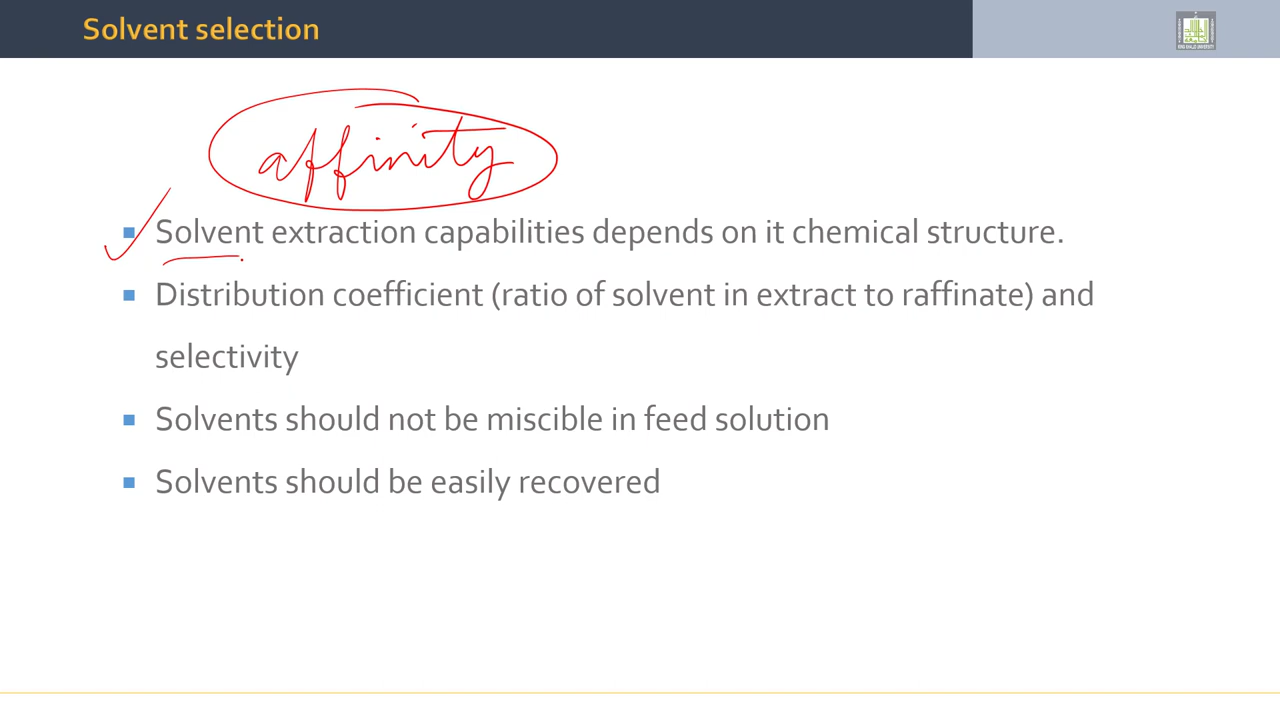 Solvent selection
affinity
Solvent extraction capabilities depends on it chemical structure.
Distribution coefficient (ratio of solvent in extract to raffinate) and
selectivity
Solvents should not be miscible in feed solution
Solvents should be easily recovered